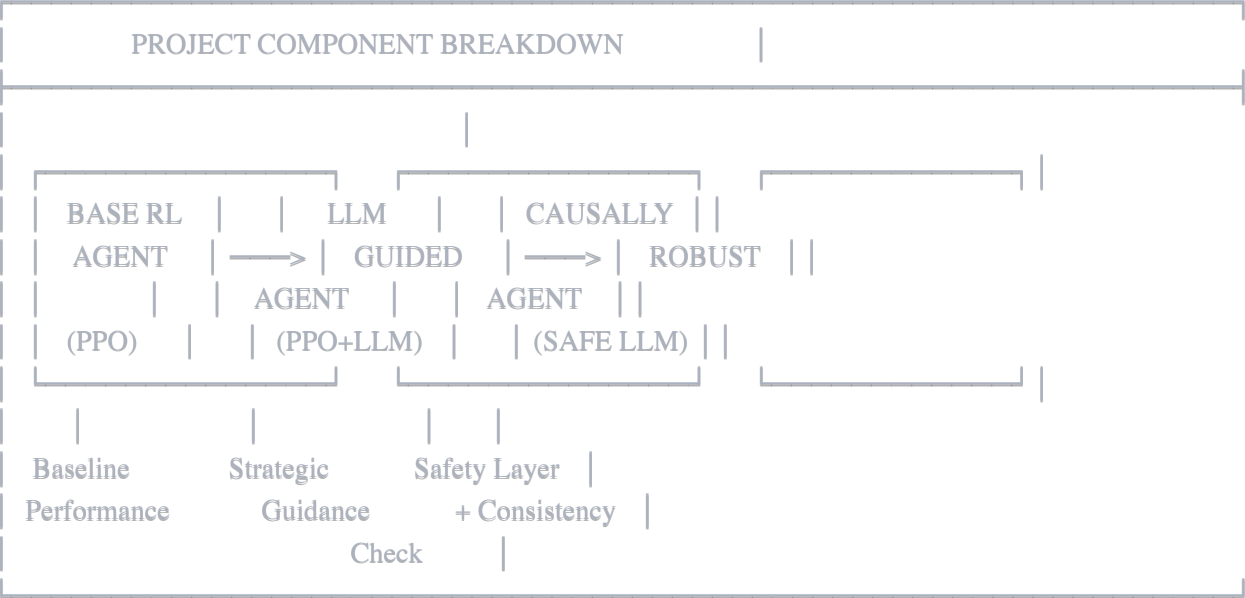 PROJECT COMPONENT BREAKDOWN
BASE RL LLM CAUSALLY
AGENT ───> GUIDED ───> ROBUST
AGENT AGENT
(PPO) (PPO+LLM) (SAFE LLM)
Baseline Strategic Safety Layer
Performance Guidance + Consistency
Check